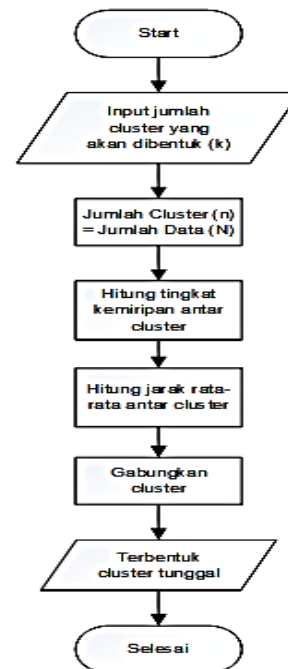 Start
Input jumlah
cluster yang
akan dibentuk (k)
Jumlah Cluster (n)
= Jumlah Data (N)
Hitung tingkat
kemiripan antar
cluster
Hitung jarak rata-
rata antar cluster
Gabungkan
cluster
Terbentuk
cluster tunggal
Selesai